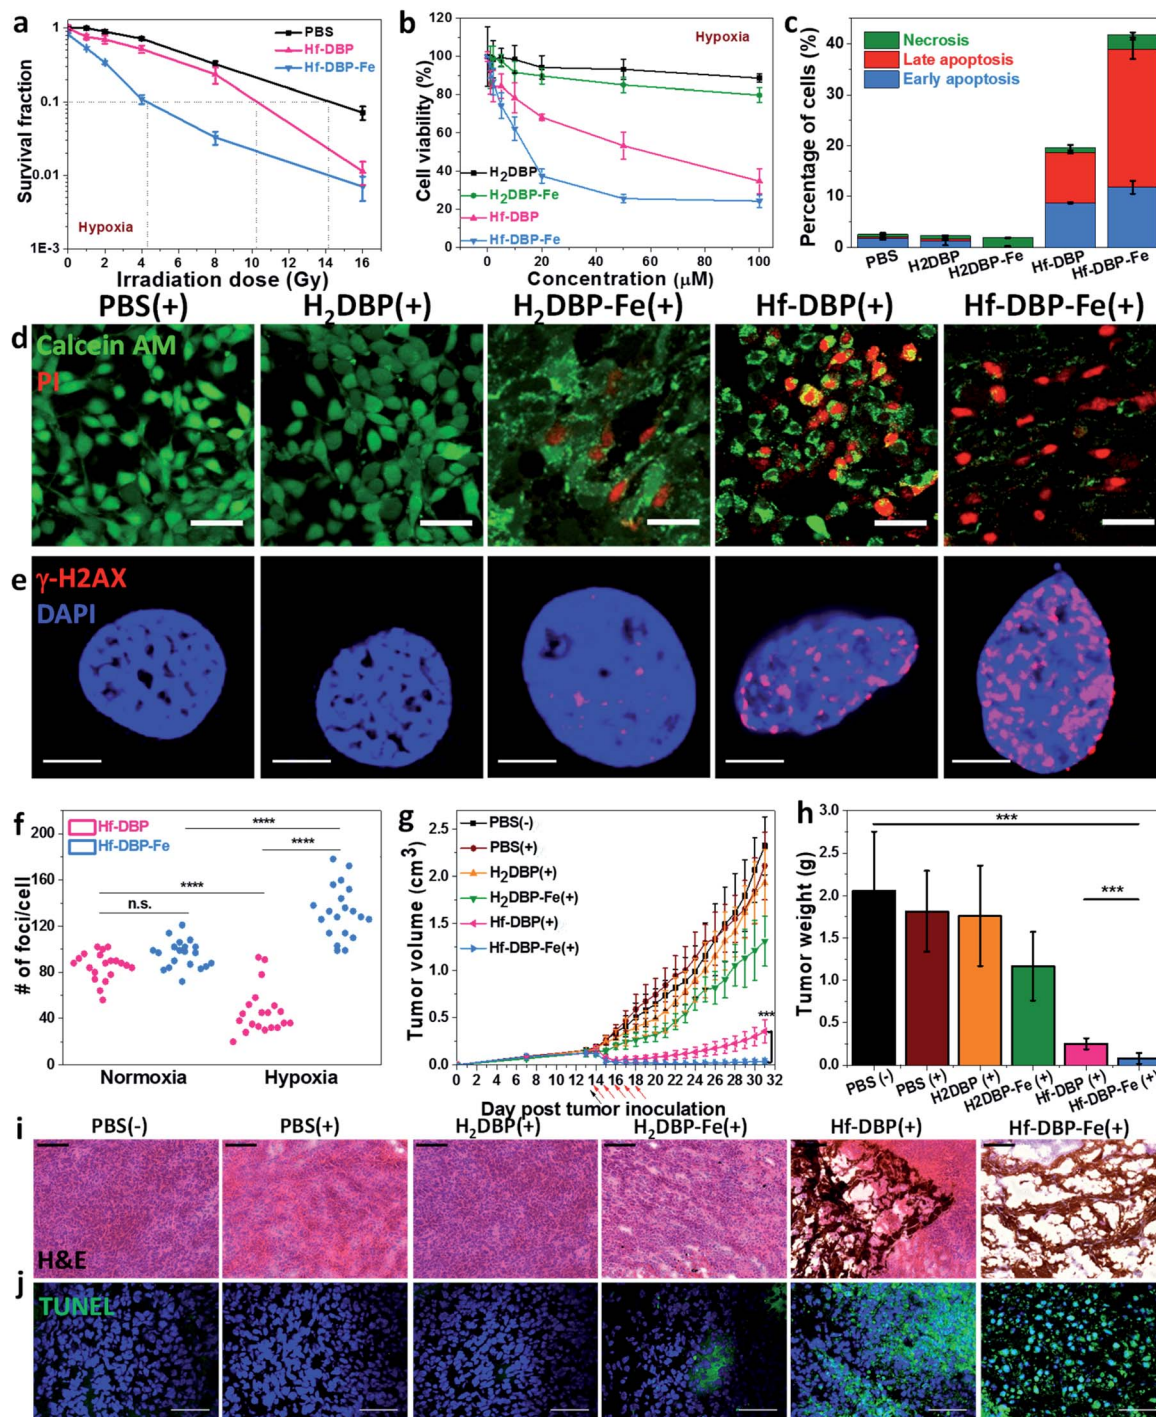 a
PBS
Hf-DBP
Hf-DBP-Fe
Survival fraction
1
0.1
0.01
1E-3
Hypoxia
0 2 4 6 8 10 12 14 16
Irradiation dose (Gy)
b
Hypoxia
Cell viability (%)
120
100
80
60
40
20
0
H2DBP
H2DBP-Fe
Hf-DBP
Hf-DBP-Fe
0 20 40 60 80 100
Concentration (μM)
c
Necrosis
Late apoptosis
Early apoptosis
Percentage of cells (%)
40
30
20
10
0
PBS
H2DBP
H2DBP-Fe
Hf-DBP
Hf-DBP-Fe
PBS(+) H2DBP(+) H2DBP-Fe(+) Hf-DBP(+) Hf-DBP-Fe(+)
d
Calcein AM
PI
e
γ-H2AX
DAPI
f
Hf-DBP
Hf-DBP-Fe
# of foci/cell
200
160
120
80
40
0
****
****
****
n.s.
Normoxia Hypoxia
g
PBS(-)
PBS(+)
H2DBP(+)
H2DBP-Fe(+)
Hf-DBP(+)
Hf-DBP-Fe(+)
Tumor volume (cm3)
2.5
2.0
1.5
1.0
0.5
0.0
***
0 2 4 6 8 10 12 14 16 18 20 22 24 26 28 30 32
Day post tumor inoculation
h
Tumor weight (g)
3.0
2.5
2.0
1.5
1.0
0.5
0.0
***
***
PBS (-)
PBS (+)
H2DBP (+)
H2DBP-Fe (+)
Hf-DBP (+)
Hf-DBP-Fe (+)
i
PBS(-) PBS(+) H2DBP(+) H2DBP-Fe(+) Hf-DBP(+) Hf-DBP-Fe(+)
H&E
j
TUNEL